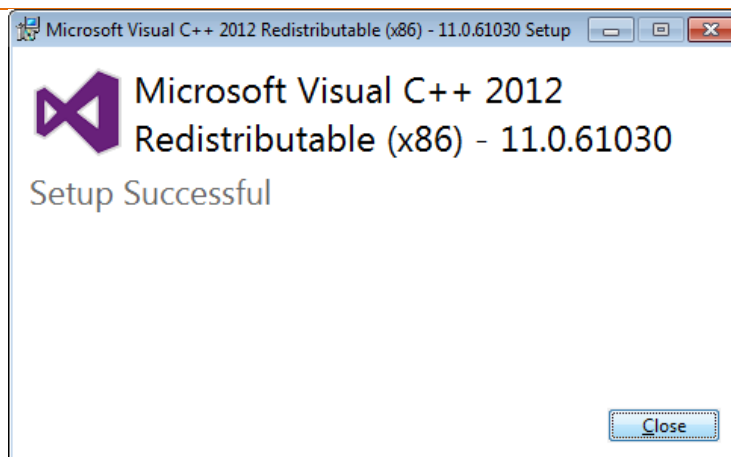 Microsoft Visual C++ 2012 Redistributable (x86) - 11.0.61030 Setup
Microsoft Visual C++ 2012
Redistributable (x86) - 11.0.61030
Setup Successful
Close